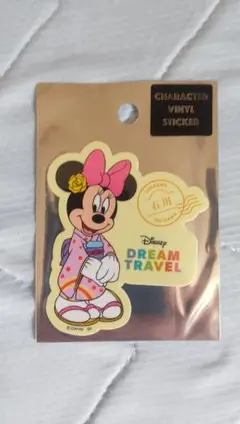 CHARACTER
VINYL
STICKER
石川
Disney
DREAM
TRAVEL